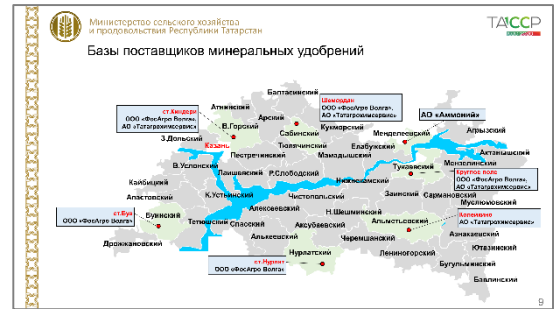 Министерство сельского хозяйства
и продовольствия Республики Татарстан
ТАССР
Базы поставщиков минеральных удобрений
Балтасинский
Шемордан
ООО «ФосАгро Волга»,
АО «Татагрохимсервис»
ст.Киндери
ООО «ФосАгро Волга»,
АО «Татагрохимсервис»
Атнинский
Арский
В.Горский
Кукморский
Сабинский
АО «Аммоний»
Менделеевский
Агрызский
З.Дольский
Казань
Тюлячинский
Елабужский
Актанышский
Пестречинский
Мамадышский
Мензелинский
В.Услонский
Лаишевский
Р.Слободский
Нижнекамский
Тукаевский
Круглое поле
ООО «ФосАгро Волга»,
АО «Татагрохимсервис»
Кайбицкий
Апастовский
К.Устьинский
Чистопольский
Заинский
Сармановский
Муслюмовский
ст.Буа
ООО «ФосАгро Волга»
Буинский
Тетюшский
Спасский
Алексеевский
Н.Шешминский
Альметьевский
АО «Татагрохимсервис»
Аксубаевский
Азнакаевский
Дрожжановский
Алькеевский
Черемшанский
Ютазинский
Нурлатский
Лениногорский
Бугульминский
ст.Нурлат
ООО «ФосАгро Волга»
Бавлинский
9